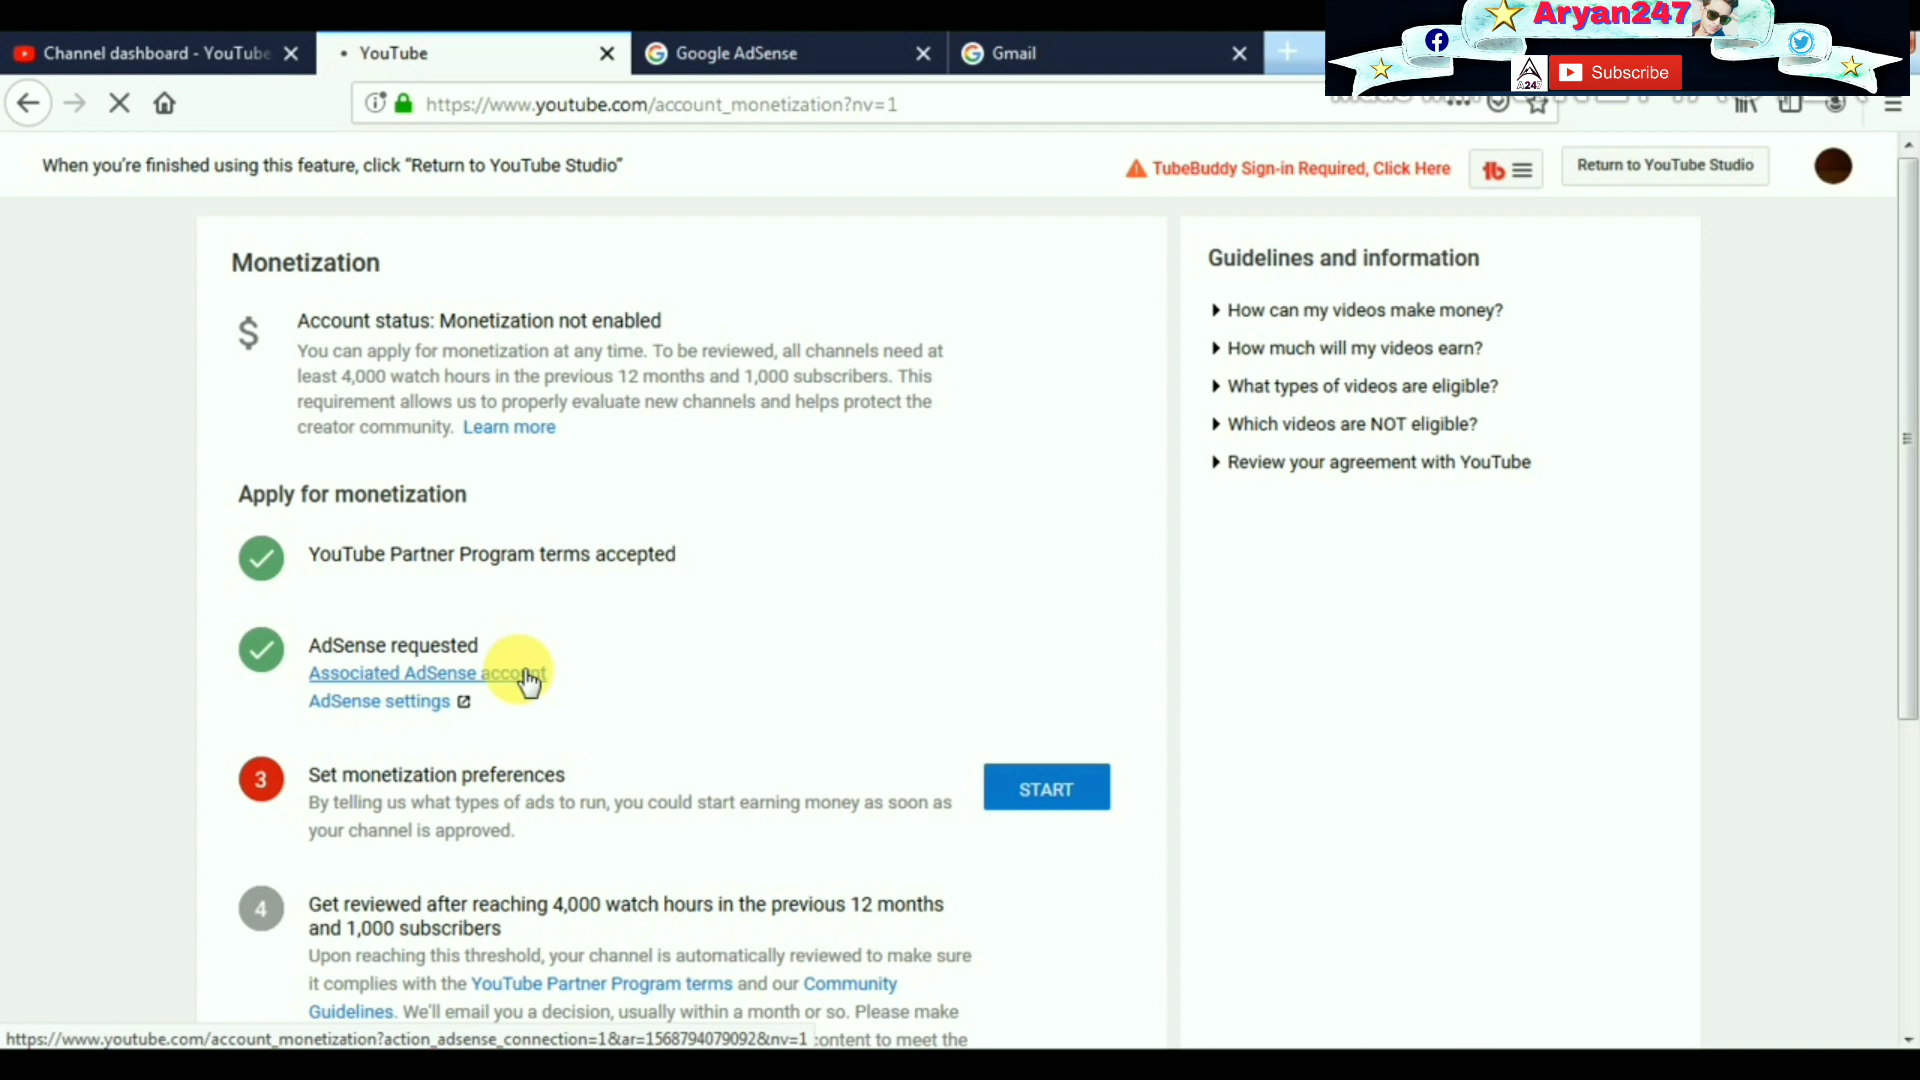 Aryan247
Subscribe
A247
Channel dashboard - YouTube
YouTube
Google AdSense
Gmail
https://www.youtube.com/account_monetization?nv=1
When you're finished using this feature, click “Return to YouTube Studio”
TubeBuddy Sign-in Required, Click Here
Return to YouTube Studio
Monetization
Account status: Monetization not enabled
You can apply for monetization at any time. To be reviewed, all channels need at
least 4,000 watch hours in the previous 12 months and 1,000 subscribers. This
requirement allows us to properly evaluate new channels and helps protect the
creator community. Learn more
Apply for monetization
YouTube Partner Program terms accepted
AdSense requested
Associated AdSense account
AdSense settings
3
Set monetization preferences
By telling us what types of ads to run, you could start earning money as soon as
your channel is approved.
START
4
Get reviewed after reaching 4,000 watch hours in the previous 12 months
and 1,000 subscribers
Upon reaching this threshold, your channel is automatically reviewed to make sure
it complies with the YouTube Partner Program terms and our Community
Guidelines. We'll email you a decision, usually within a month or so. Please make
content to meet the
https://www.youtube.com/account_monetization?action_adsense_connection=1&ar=1568794079092&nv=1
Guidelines and information
How can my videos make money?
How much will my videos earn?
What types of videos are eligible?
Which videos are NOT eligible?
Review your agreement with YouTube